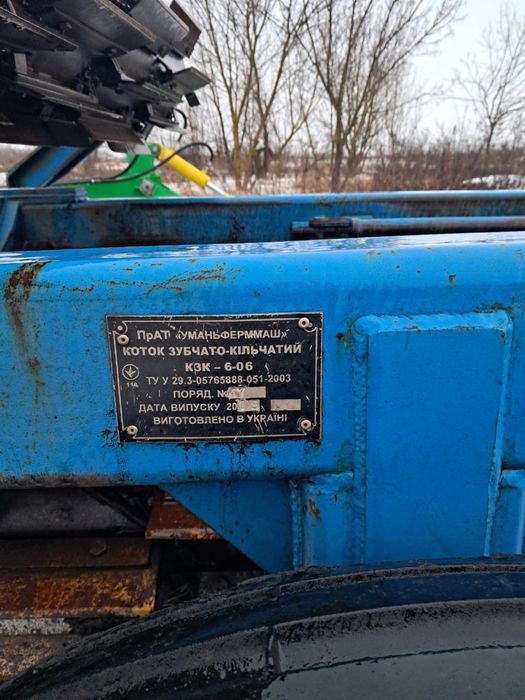 ПрАТ "УМАНЬФЕРММАШ"
КОТОК ЗУБЧАТО-КІЛЬЧАТИЙ
КЗК – 6-06
ТУ У 29.3-05765888-051-2003
ПОРЯД. №
ДАТА ВИПУСКУ 20
ВИГОТОВЛЕНО В УКРАЇНІ